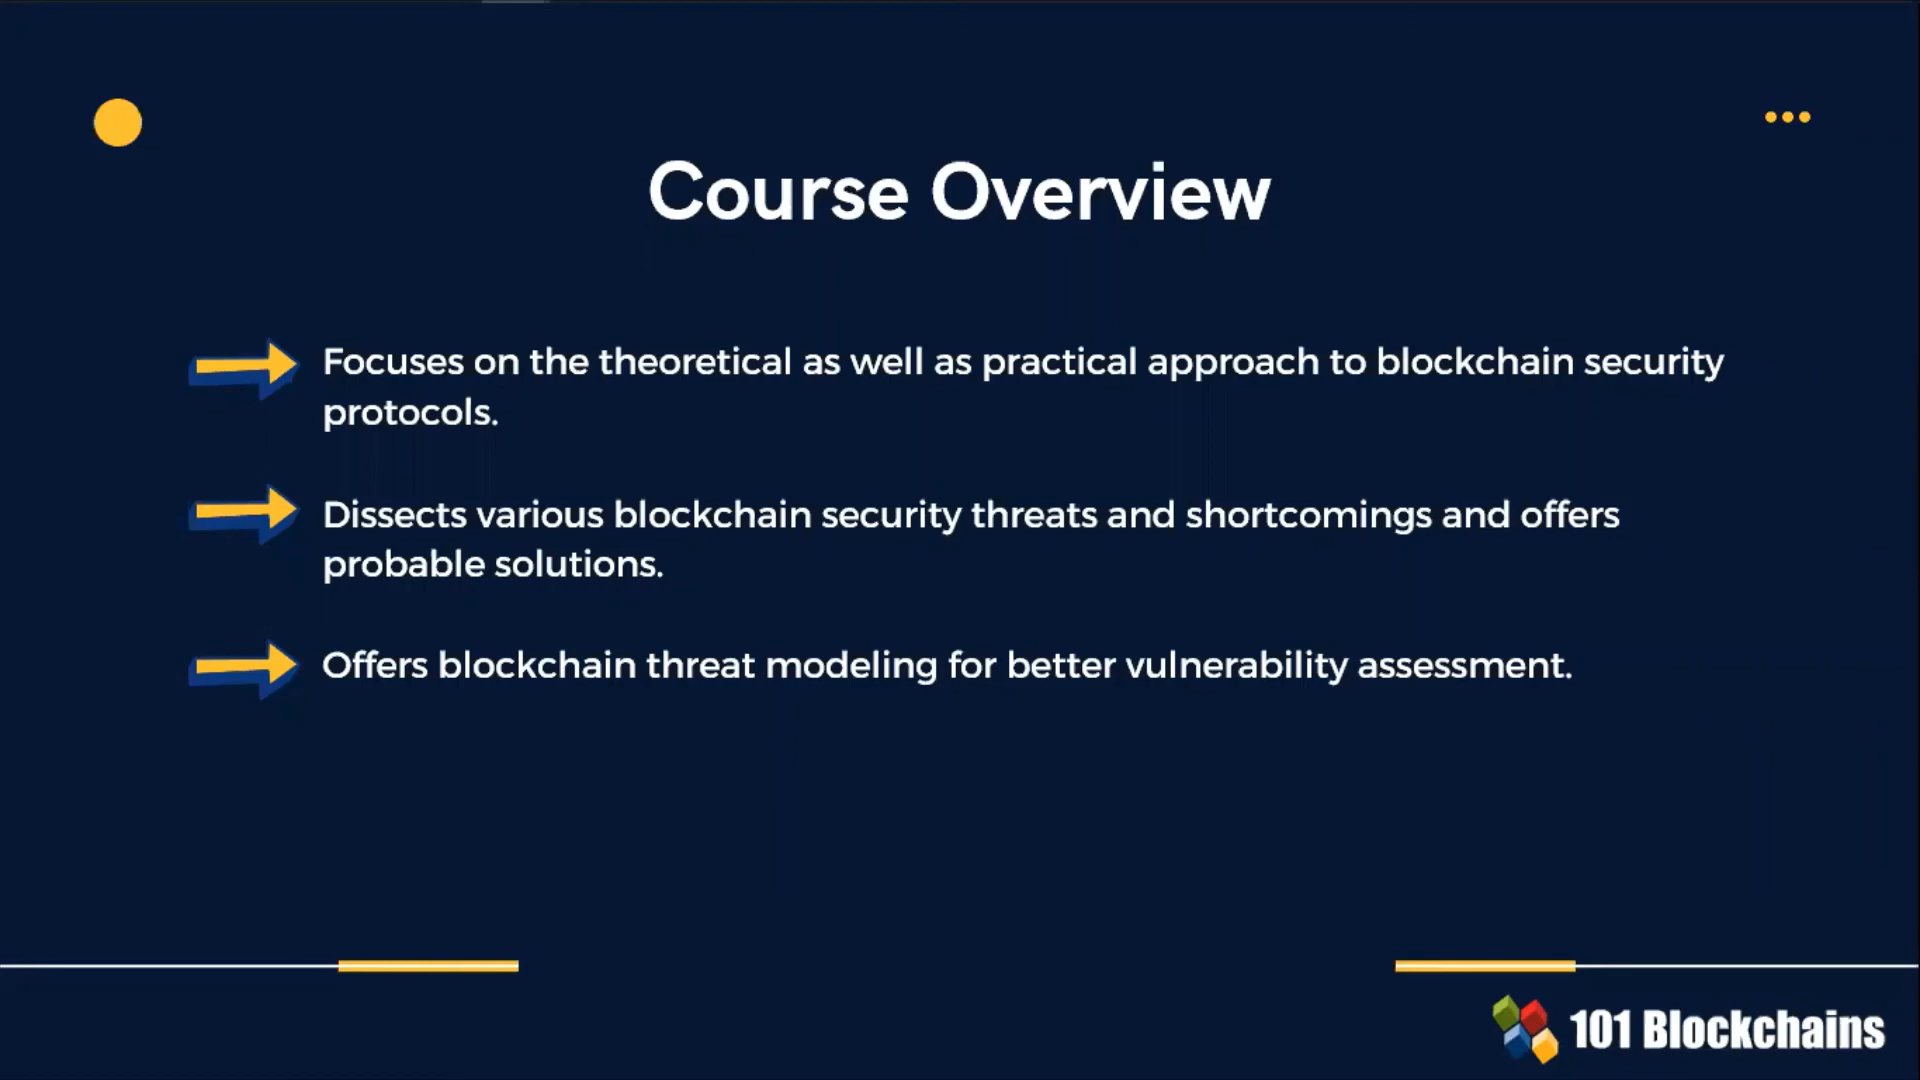 Course Overview
Focuses on the theoretical as well as practical approach to blockchain security
protocols.
Dissects various blockchain security threats and shortcomings and offers
probable solutions.
Offers blockchain threat modeling for better vulnerability assessment.
101 Blockchains